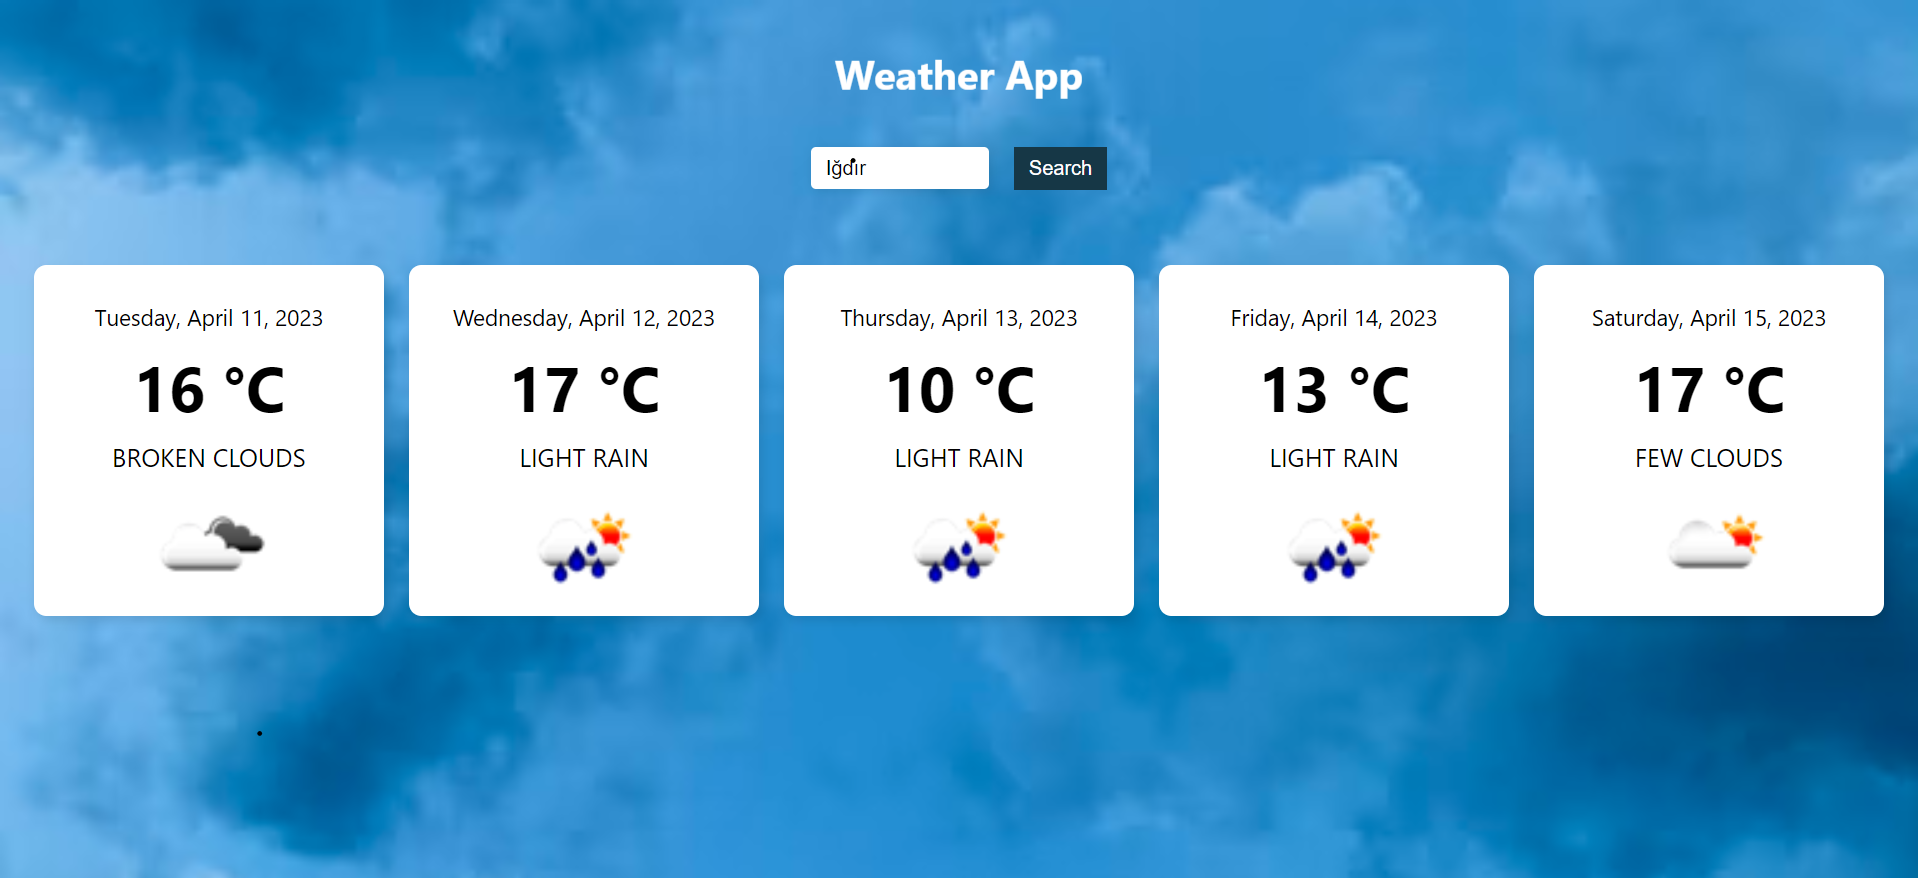 Weather App
Iğdır
Search
Tuesday, April 11, 2023
16 °C
BROKEN CLOUDS
Wednesday, April 12, 2023
17 °C
LIGHT RAIN
Thursday, April 13, 2023
10 °C
LIGHT RAIN
Friday, April 14, 2023
13 °C
LIGHT RAIN
Saturday, April 15, 2023
17 °C
FEW CLOUDS